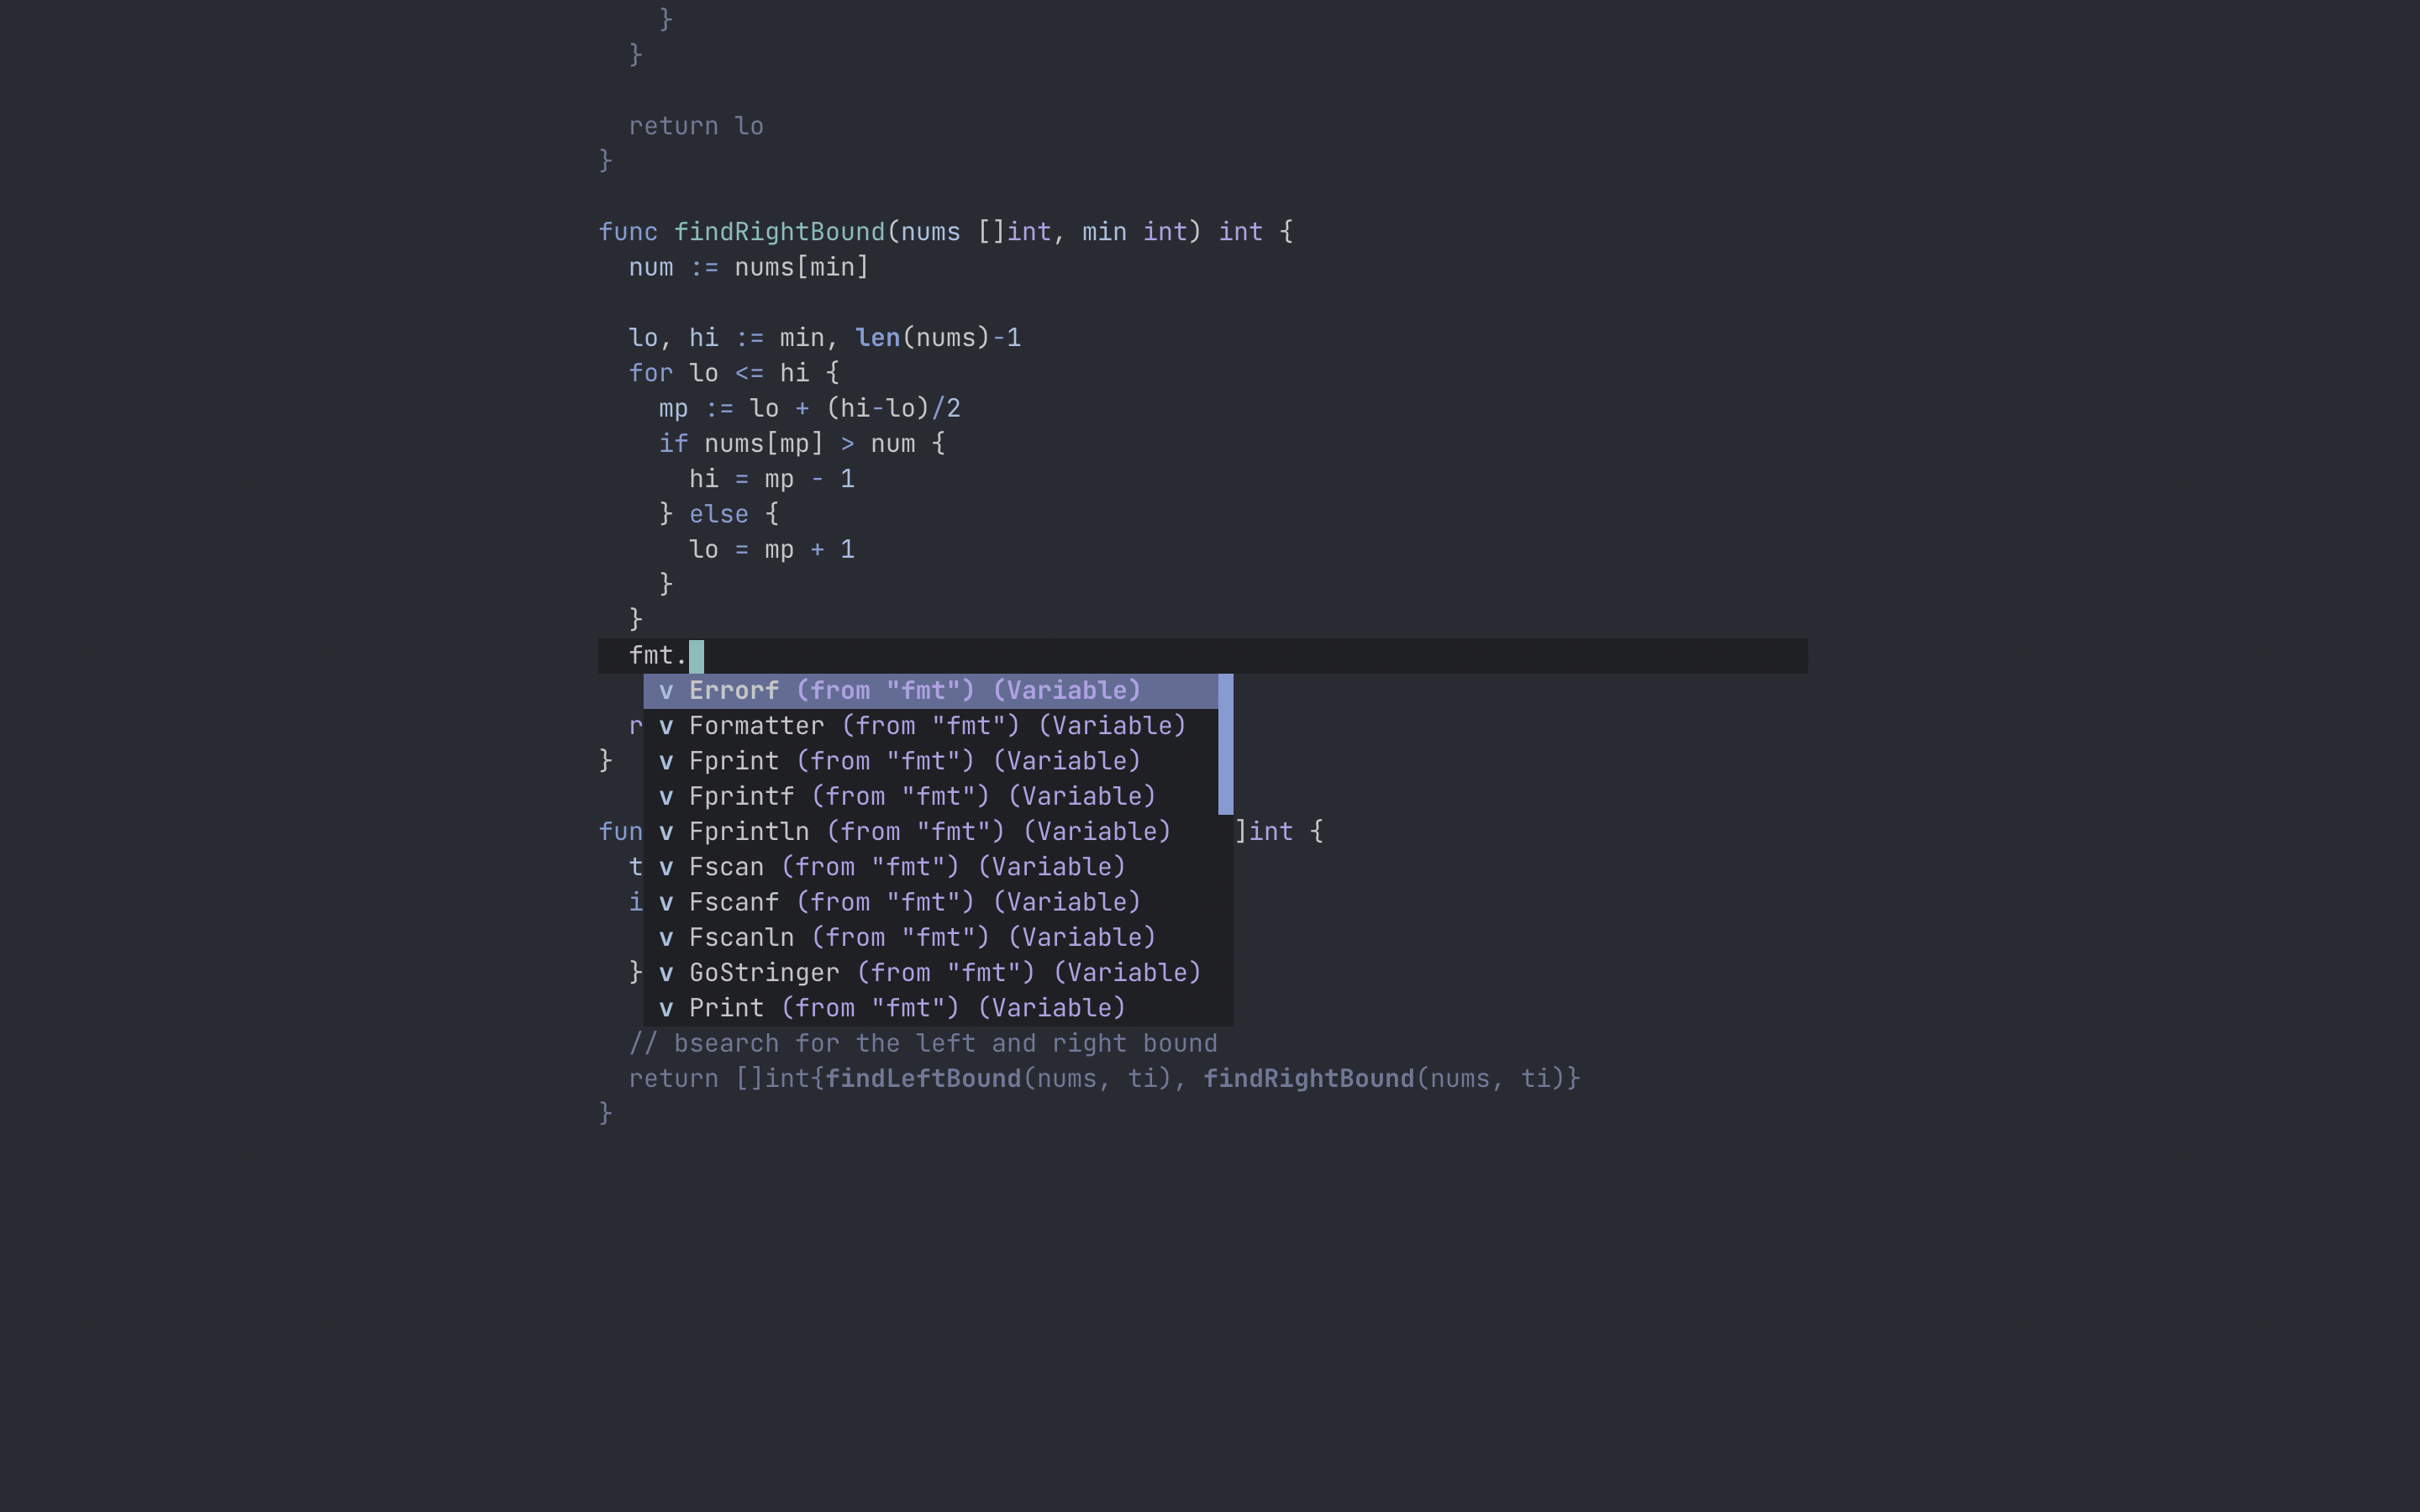 }
  }

  return lo
}

func findRightBound(nums []int, min int) int {
  num := nums[min]

  lo, hi := min, len(nums)-1
  for lo <= hi {
    mp := lo + (hi-lo)/2
    if nums[mp] > num {
      hi = mp - 1
    } else {
      lo = mp + 1
    }
  }
  fmt.
v Errorf (from "fmt") (Variable)
r v Formatter (from "fmt") (Variable)
} v Fprint (from "fmt") (Variable)
v Fprintf (from "fmt") (Variable)
fun v Fprintln (from "fmt") (Variable) ]int {
t v Fscan (from "fmt") (Variable)
i v Fscanf (from "fmt") (Variable)
v Fscanln (from "fmt") (Variable)
} v GoStringer (from "fmt") (Variable)
v Print (from "fmt") (Variable)
  // bsearch for the left and right bound
  return []int{findLeftBound(nums, ti), findRightBound(nums, ti)}
}